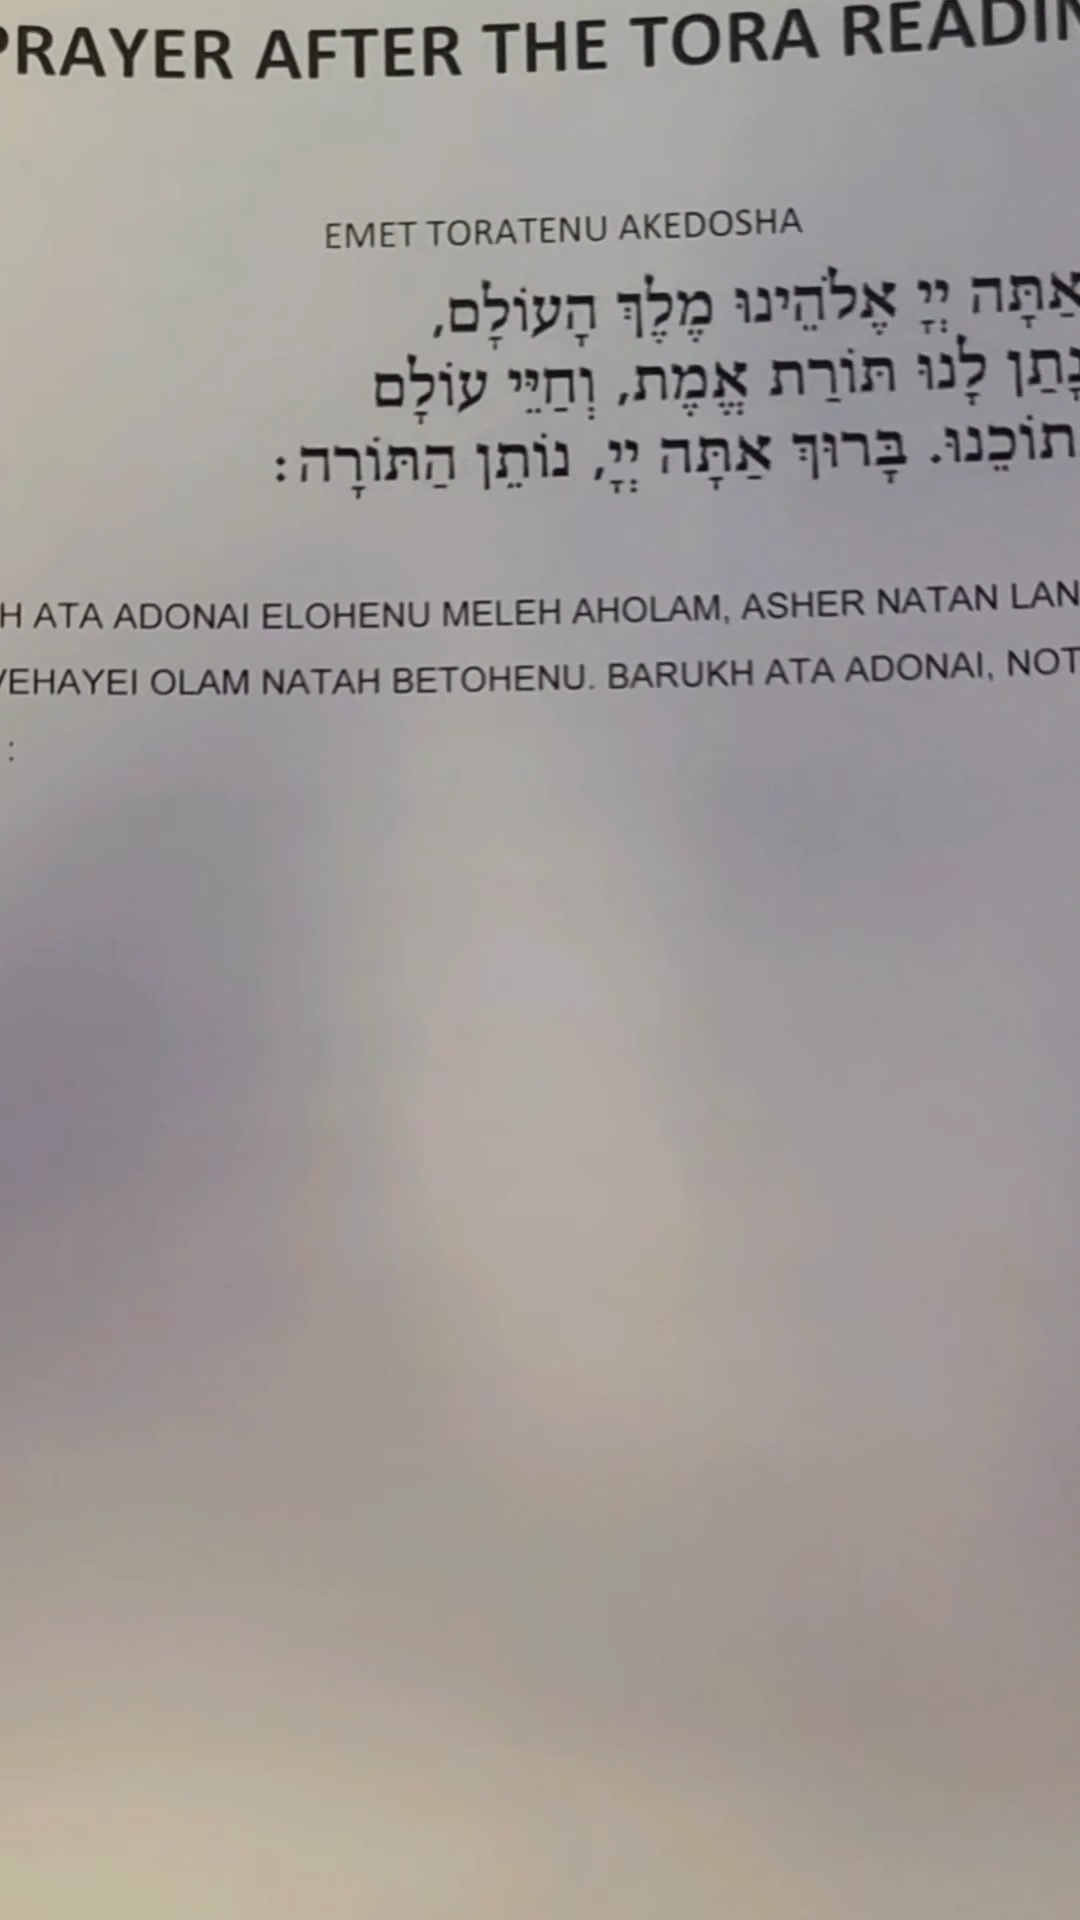 PRAYER AFTER THE TORA READIN
EMET TORATENU AKEDOSHA
אַתָּה יְיָ אֱלֹהֵינוּ מֶלֶךְ הָעוֹלָם,
נָתַן לָנוּ תּוֹרַת אֱמֶת, וְחַיֵּי עוֹלָם
תוֹכֵנוּ. בָּרוּךְ אַתָּה יְיָ, נוֹתֵן הַתּוֹרָה:
H ATA ADONAI ELOHENU MELEH AHOLAM, ASHER NATAN LAN
VEHAYEI OLAM NATAH BETOHENU. BARUKH ATA ADONAI, NOT
: